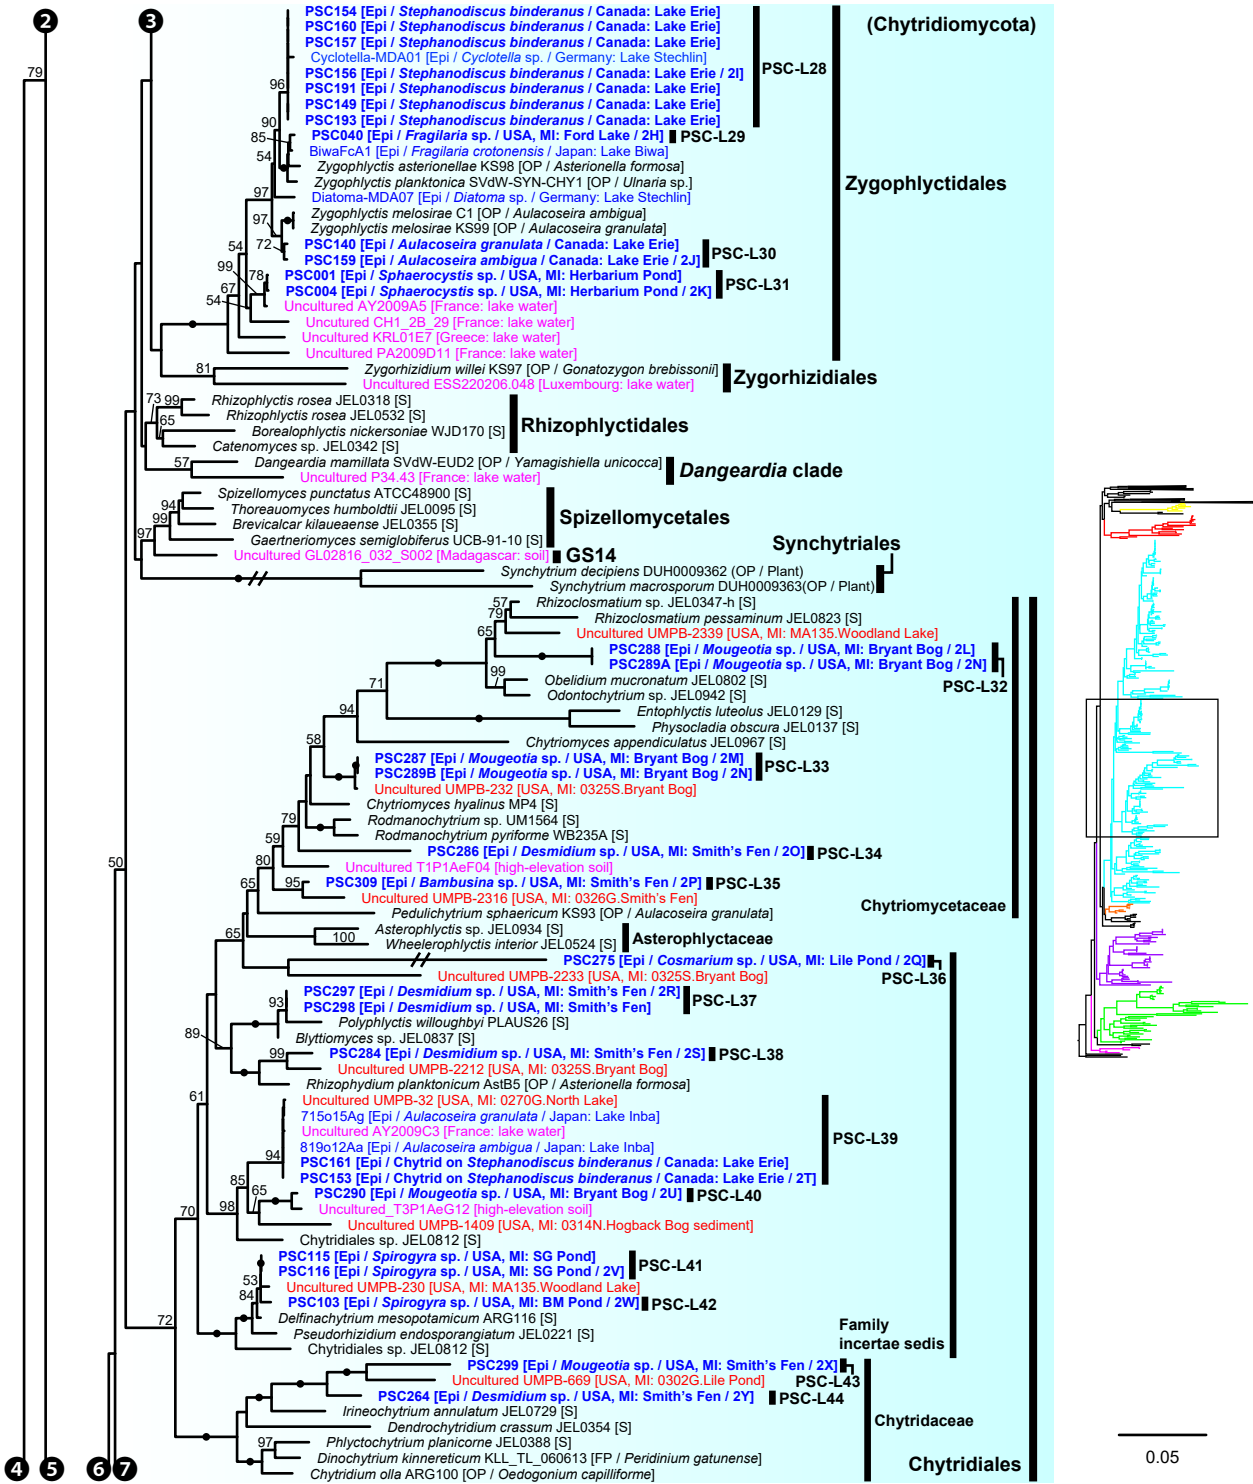 2
3
79
PSC154 [Epi / Stephanodiscus binderanus / Canada: Lake Erie]
(Chytridiomycota)
PSC160 [Epi / Stephanodiscus binderanus / Canada: Lake Erie]
PSC157 [Epi / Stephanodiscus binderanus / Canada: Lake Erie]
Cyclotella-MDA01 [Epi / Cyclotella sp. / Germany: Lake Stechlin]
PSC-L28
PSC156 [Epi / Stephanodiscus binderanus / Canada: Lake Erie / 2I]
96
PSC191 [Epi / Stephanodiscus binderanus / Canada: Lake Erie]
PSC149 [Epi / Stephanodiscus binderanus / Canada: Lake Erie]
PSC193 [Epi / Stephanodiscus binderanus / Canada: Lake Erie]
90
85
PSC040 [Epi / Fragilaria sp. / USA, MI: Ford Lake / 2H]
PSC-L29
BiwaFcA1 [Epi / Fragilaria crotonensis / Japan: Lake Biwa]
54
Zygophlyctis asterionellae KS98 [OP / Asterionella formosa]
Zygophlyctis planktonica SVdW-SYN-CHY1 [OP / Ulnaria sp.]
Zygophlyctidales
97
Diatoma-MDA07 [Epi / Diatoma sp. / Germany: Lake Stechlin]
Zygophlyctis melosirae C1 [OP / Aulacoseira ambigua]
97
Zygophlyctis melosirae KS99 [OP / Aulacoseira granulata]
72
PSC140 [Epi / Aulacoseira granulata / Canada: Lake Erie]
54
PSC159 [Epi / Aulacoseira ambigua / Canada: Lake Erie / 2J]
PSC-L30
99
78
PSC001 [Epi / Sphaerocystis sp. / USA, MI: Herbarium Pond]
PSC-L31
67
PSC004 [Epi / Sphaerocystis sp. / USA, MI: Herbarium Pond / 2K]
54
Uncultured AY2009A5 [France: lake water]
Uncutured CH1_2B_29 [France: lake water]
Uncultured KRL01E7 [Greece: lake water]
Uncultured PA2009D11 [France: lake water]
81
Zygorhizidium willei KS97 [OP / Gonatozygon brebissonii]
Zygorhizidiales
Uncultured ESS220206.048 [Luxembourg: lake water]
73
99
Rhizophlyctis rosea JEL0318 [S]
Rhizophlyctis rosea JEL0532 [S]
65
Borealophlyctis nickersoniae WJD170 [S]
Rhizophlyctidales
Catenomyces sp. JEL0342 [S]
57
Dangeardia mamillata SVdW-EUD2 [OP / Yamagishiella unicocca]
Dangeardia clade
Uncultured P34.43 [France: lake water]
Spizellomyces punctatus ATCC48900 [S]
94
Thoreauomyces humboldtii JEL0095 [S]
99
Brevicalcar kilaueaense JEL0355 [S]
Spizellomycetales
97
Gaertneriomyces semiglobiferus UCB-91-10 [S]
Uncultured GL02816_032_S002 [Madagascar: soil]
GS14
Synchytriales
Synchytrium decipiens DUH0009362 (OP / Plant)
Synchytrium macrosporum DUH0009363(OP / Plant)
57
Rhizoclosmatium sp. JEL0347-h [S]
79
Rhizoclosmatium pessaminum JEL0823 [S]
65
Uncultured UMPB-2339 [USA, MI: MA135.Woodland Lake]
PSC288 [Epi / Mougeotia sp. / USA, MI: Bryant Bog / 2L]
PSC289A [Epi / Mougeotia sp. / USA, MI: Bryant Bog / 2N]
PSC-L32
99
Obelidium mucronatum JEL0802 [S]
71
Odontochytrium sp. JEL0942 [S]
94
Entophlyctis luteolus JEL0129 [S]
Physocladia obscura JEL0137 [S]
58
Chytriomyces appendiculatus JEL0967 [S]
PSC287 [Epi / Mougeotia sp. / USA, MI: Bryant Bog / 2M]
PSC-L33
PSC289B [Epi / Mougeotia sp. / USA, MI: Bryant Bog / 2N]
Uncultured UMPB-232 [USA, MI: 0325S.Bryant Bog]
Chytriomyces hyalinus MP4 [S]
79
Rodmanochytrium sp. UM1564 [S]
Rodmanochytrium pyriforme WB235A [S]
59
PSC286 [Epi / Desmidium sp. / USA, MI: Smith's Fen / 2O]
PSC-L34
50
80
Uncultured T1P1AeF04 [high-elevation soil]
65
95
PSC309 [Epi / Bambusina sp. / USA, MI: Smith's Fen / 2P]
PSC-L35
Uncultured UMPB-2316 [USA, MI: 0326G.Smith's Fen]
Chytriomycetaceae
Pedulichytrium sphaericum KS93 [OP / Aulacoseira granulata]
65
Asterophlyctis sp. JEL0934 [S]
Asterophlyctaceae
100
Wheelerophlyctis interior JEL0524 [S]
PSC275 [Epi / Cosmarium sp. / USA, MI: Lile Pond / 2Q]
PSC-L36
Uncultured UMPB-2233 [USA, MI: 0325S.Bryant Bog]
93
PSC297 [Epi / Desmidium sp. / USA, MI: Smith's Fen / 2R]
PSC-L37
PSC298 [Epi / Desmidium sp. / USA, MI: Smith's Fen]
89
Polyphlyctis willoughbyi PLAUS26 [S]
Blyttiomyces sp. JEL0837 [S]
99
PSC284 [Epi / Desmidium sp. / USA, MI: Smith's Fen / 2S]
PSC-L38
Uncultured UMPB-2212 [USA, MI: 0325S.Bryant Bog]
Rhizophydium planktonicum AstB5 [OP / Asterionella formosa]
61
Uncultured UMPB-32 [USA, MI: 0270G.North Lake]
715o15Ag [Epi / Aulacoseira granulata / Japan: Lake Inba]
Uncultured AY2009C3 [France: lake water]
PSC-L39
819o12Aa [Epi / Aulacoseira ambigua / Japan: Lake Inba]
94
PSC161 [Epi / Chytrid on Stephanodiscus binderanus / Canada: Lake Erie]
PSC153 [Epi / Chytrid on Stephanodiscus binderanus / Canada: Lake Erie / 2T]
85
65
PSC290 [Epi / Mougeotia sp. / USA, MI: Bryant Bog / 2U]
PSC-L40
98
Uncultured_T3P1AeG12 [high-elevation soil]
70
Uncultured UMPB-1409 [USA, MI: 0314N.Hogback Bog sediment]
Chytridiales sp. JEL0812 [S]
PSC115 [Epi / Spirogyra sp. / USA, MI: SG Pond]
PSC-L41
PSC116 [Epi / Spirogyra sp. / USA, MI: SG Pond / 2V]
53
Uncultured UMPB-230 [USA, MI: MA135.Woodland Lake]
84
PSC103 [Epi / Spirogyra sp. / USA, MI: BM Pond / 2W]
PSC-L42
72
Delfinachytrium mesopotamicum ARG116 [S]
Pseudorhizidium endosporangiatum JEL0221 [S]
Family
incertae sedis
Chytridiales sp. JEL0812 [S]
PSC299 [Epi / Mougeotia sp. / USA, MI: Smith's Fen / 2X]
PSC-L43
Uncultured UMPB-669 [USA, MI: 0302G.Lile Pond]
PSC264 [Epi / Desmidium sp. / USA, MI: Smith's Fen / 2Y]
PSC-L44
Irineochytrium annulatum JEL0729 [S]
Chytridaceae
Dendrochytridium crassum JEL0354 [S]
97
Phlyctochytrium planicorne JEL0388 [S]
Dinochytrium kinnereticum KLL_TL_060613 [FP / Peridinium gatunense]
Chytridiales
Chytridium olla ARG100 [OP / Oedogonium capilliforme]
0.05
4
5
6
7